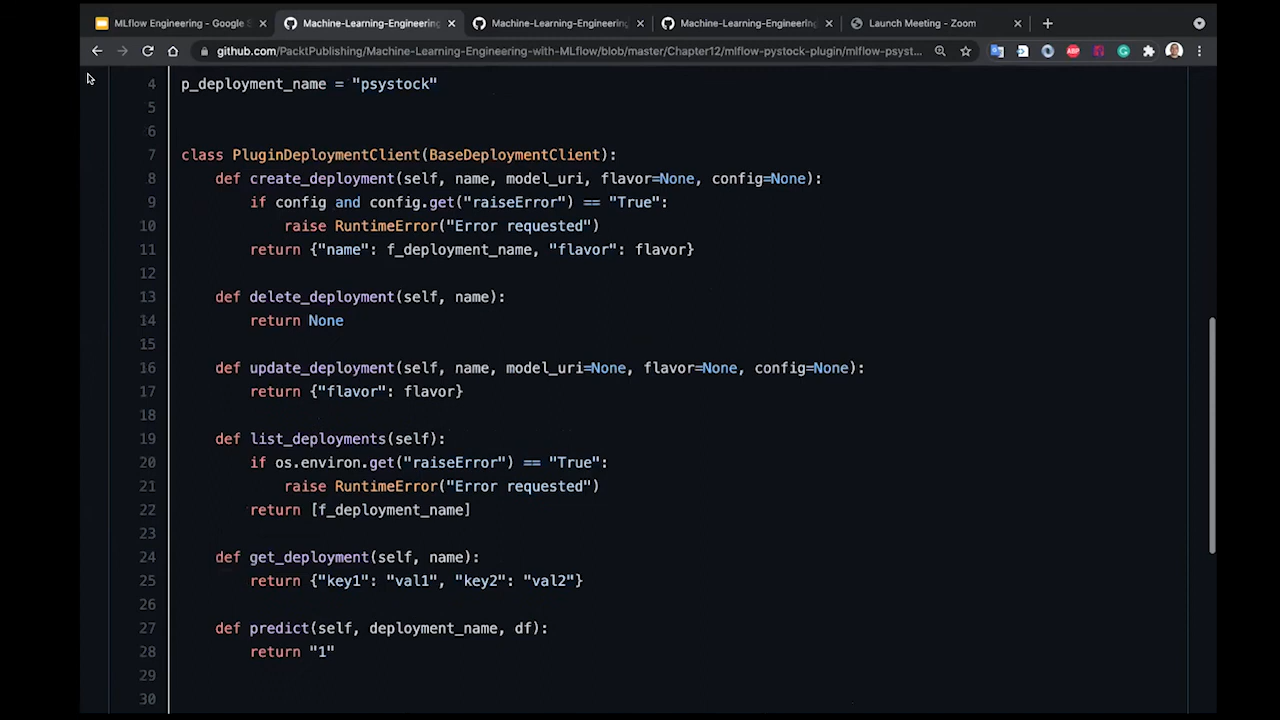 MLflow Engineering - Google S
Machine-Learning-Engineering
Machine-Learning-Engineering
Machine-Learning-Engineering
Launch Meeting - Zoom
github.com/PacktPublishing/Machine-Learning-Engineering-with-MLflow/blob/master/Chapter12/mlflow-pystock-plugin/mlflow-psyst...
ABP
4 p_deployment_name = "psystock"
5
6
7 class PluginDeploymentClient(BaseDeploymentClient):
8 def create_deployment(self, name, model_uri, flavor=None, config=None):
9 if config and config.get("raiseError") == "True":
10 raise RuntimeError("Error requested")
11 return {"name": f_deployment_name, "flavor": flavor}
12
13 def delete_deployment(self, name):
14 return None
15
16 def update_deployment(self, name, model_uri=None, flavor=None, config=None):
17 return {"flavor": flavor}
18
19 def list_deployments(self):
20 if os.environ.get("raiseError") == "True":
21 raise RuntimeError("Error requested")
22 return [f_deployment_name]
23
24 def get_deployment(self, name):
25 return {"key1": "val1", "key2": "val2"}
26
27 def predict(self, deployment_name, df):
28 return "1"
29
30